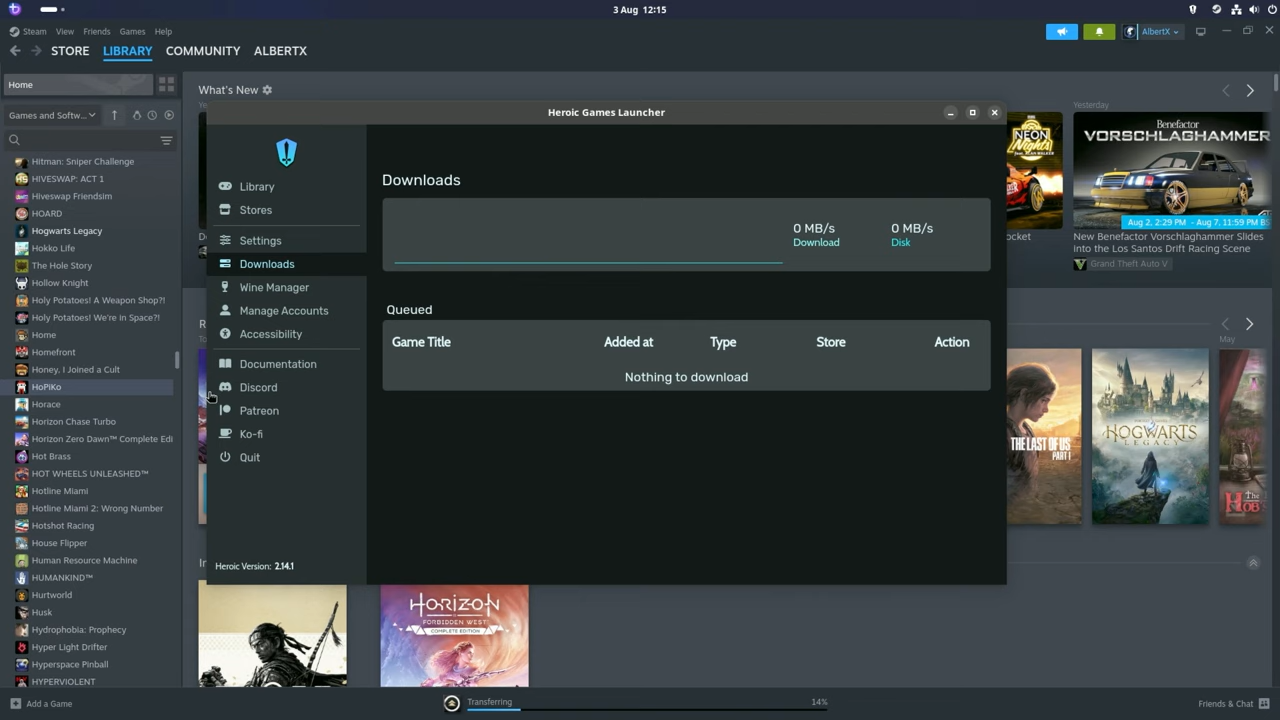 3 Aug 12:15
Steam View Friends Games Help
AlbertX
STORE LIBRARY COMMUNITY ALBERTX
Home
Games and Softw...
Hitman: Sniper Challenge
HIVESWAP: ACT 1
Hiveswap Friendsim
HOARD
Hogwarts Legacy
Hokko Life
The Hole Story
Hollow Knight
Holy Potatoes! A Weapon Shop?!
Holy Potatoes! We're in Space?!
Home
Homefront
Honey, I Joined a Cult
HoPiKo
Horace
Horizon Chase Turbo
Horizon Zero Dawn™ Complete Edi
Hot Brass
HOT WHEELS UNLEASHED™
Hotline Miami
Hotline Miami 2: Wrong Number
Hotshot Racing
House Flipper
Human Resource Machine
HUMANKIND™
Hurtworld
Husk
Hydrophobia: Prophecy
Hyper Light Drifter
Hyperspace Pinball
HYPERVIOLENT
What's New
Heroic Games Launcher
Library
Stores
Settings
Downloads
Wine Manager
Manage Accounts
Accessibility
Documentation
Discord
Patreon
Ko-fi
Quit
Heroic Version: 2.14.1
Downloads
0 MB/s 0 MB/s
Download Disk
Queued
Game Title Added at Type Store Action
Nothing to download
Yesterday
NEON
Nights
Benefactor
VORSCHLAGHAMMER
Aug 2, 2:29 PM - Aug 7, 11:59 PM BS
New Benefactor Vorschlaghammer Slides
Into the Los Santos Drift Racing Scene
Grand Theft Auto V
May
THE LAST OF US
PART I
HOGWARTS
LEGACY
HORIZON
FORBIDDEN WEST
COMPLETE EDITION
Add a Game
Transferring 14%
Friends & Chat